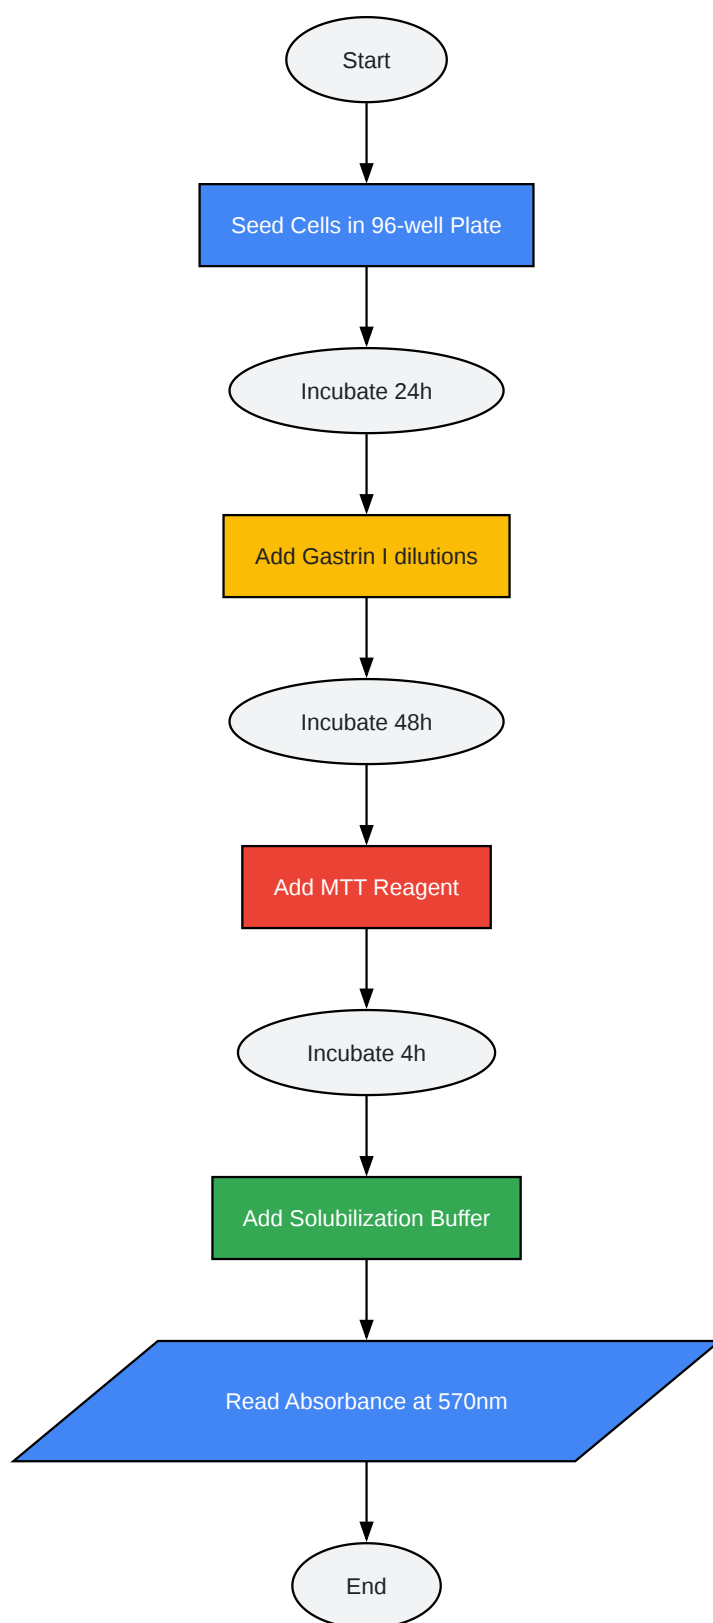 Start
Seed Cells in 96-well Plate
Incubate 24h
Add Gastrin I dilutions
Incubate 48h
Add MTT Reagent
Incubate 4h
Add Solubilization Buffer
Read Absorbance at 570nm
End